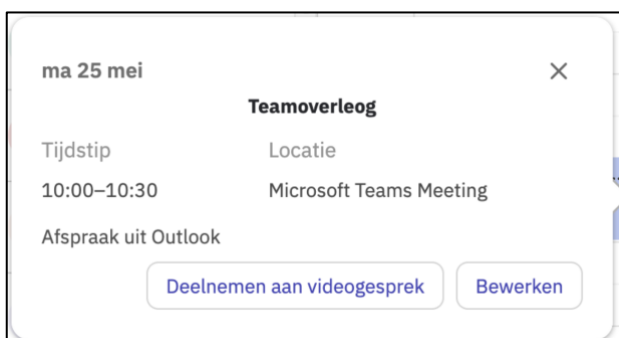 ma 25 mei
Teamoverleog
Tijdstip Locatie
10:00–10:30 Microsoft Teams Meeting
Afspraak uit Outlook
Deelnemen aan videogesprek Bewerken